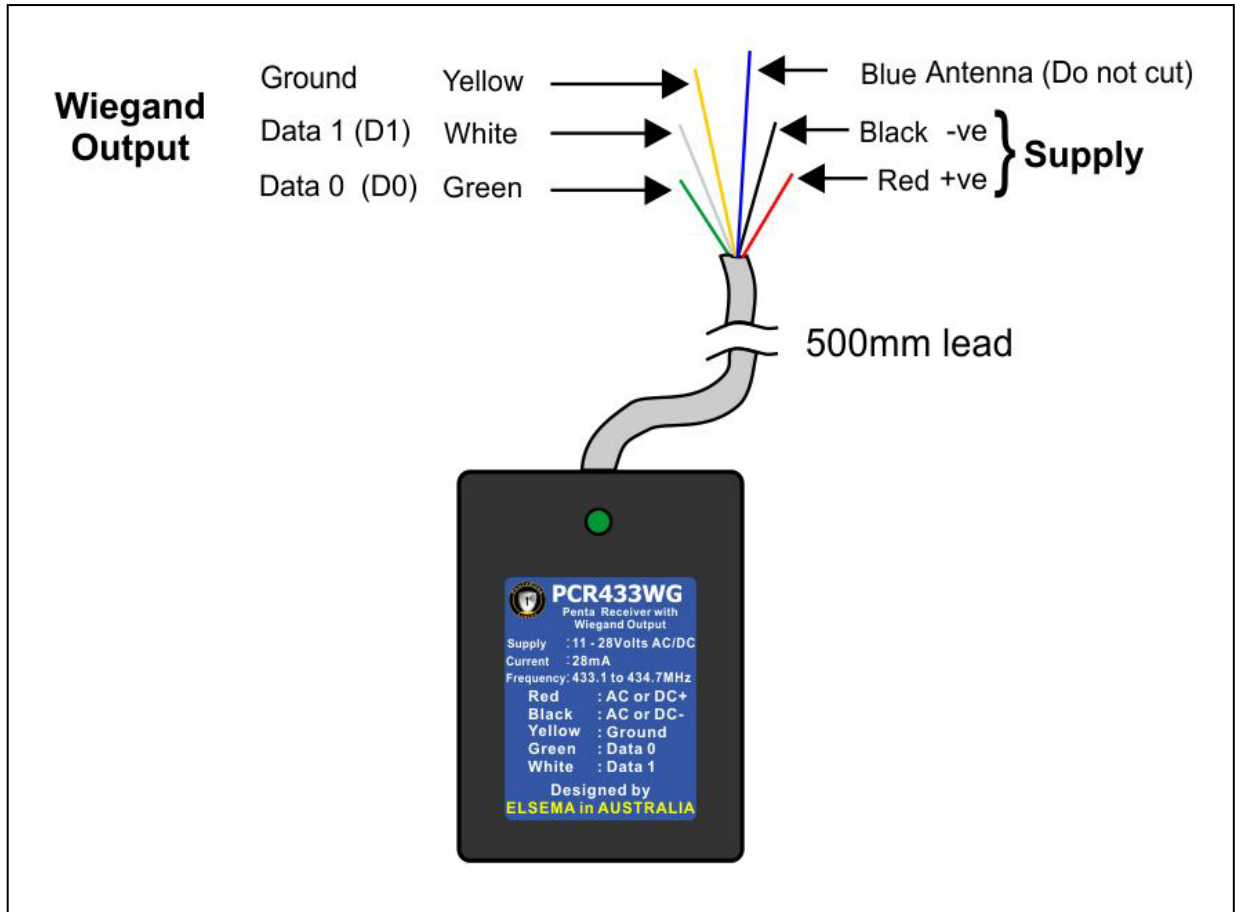 Wiegand
Output
Ground Yellow
Data 1 (D1) White
Data 0 (D0) Green
Blue Antenna (Do not cut)
Black -ve
Red +ve
} Supply
500mm lead
PCR433WG
Penta Receiver with
Wiegand Output
Supply : 11 - 28Volts AC/DC
Current : 28mA
Frequency: 433.1 to 434.7MHz
Red : AC or DC+
Black : AC or DC-
Yellow : Ground
Green : Data 0
White : Data 1
Designed by
ELSEMA in AUSTRALIA